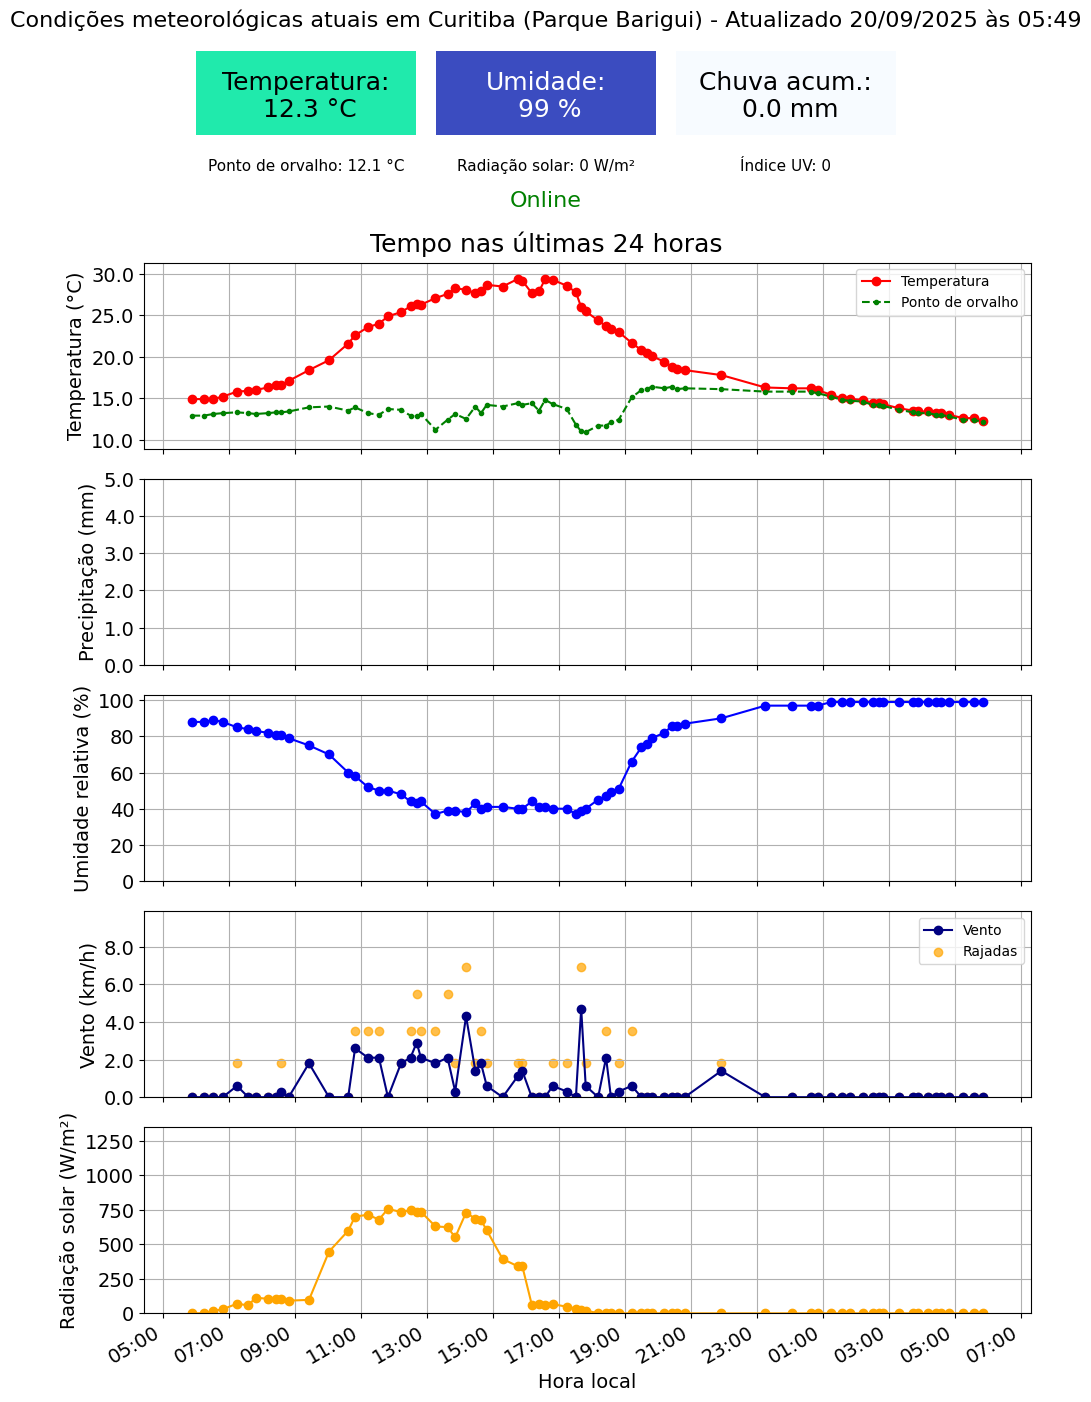 Condições meteorológicas atuais em Curitiba (Parque Barigui) - Atualizado 20/09/2025 às 05:49
Temperatura:
12.3 °C
Umidade:
99 %
Chuva acum.:
0.0 mm
Ponto de orvalho: 12.1 °C
Radiação solar: 0 W/m²
Índice UV: 0
Online
Tempo nas últimas 24 horas
Temperatura (°C)
30.0
25.0
20.0
15.0
10.0
Temperatura
Ponto de orvalho
Precipitação (mm)
5.0
4.0
3.0
2.0
1.0
0.0
Umidade relativa (%)
100
80
60
40
20
0
Vento (km/h)
8.0
6.0
4.0
2.0
0.0
Vento
Rajadas
Radiação solar (W/m²)
1250
1000
750
500
250
0
05:00
07:00
09:00
11:00
13:00
15:00
17:00
19:00
21:00
23:00
01:00
03:00
05:00
07:00
Hora local